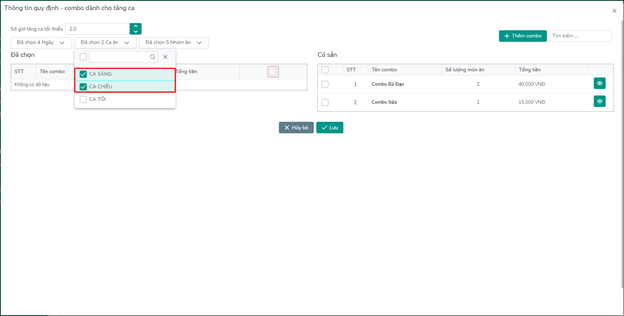 Thông tin quy định - combo dành cho tăng ca
Số giờ tăng ca tối thiểu 2.0
Đã chọn 4 Ngày Đã chọn 2 Ca ăn Đã chọn 5 Nhóm ăn
Thêm combo Tìm kiếm ...
Đã chọn
STT Tên combo Tổng tiền
Không có dữ liệu
CA SÁNG
CA CHIỀU
CA TỐI
Có sẵn
STT Tên combo Số lượng món ăn Tổng tiền
1 Combo Bá Đạo 2 40,000 VND
2 Combo Sữa 1 15,000 VND
Hủy bỏ Lưu